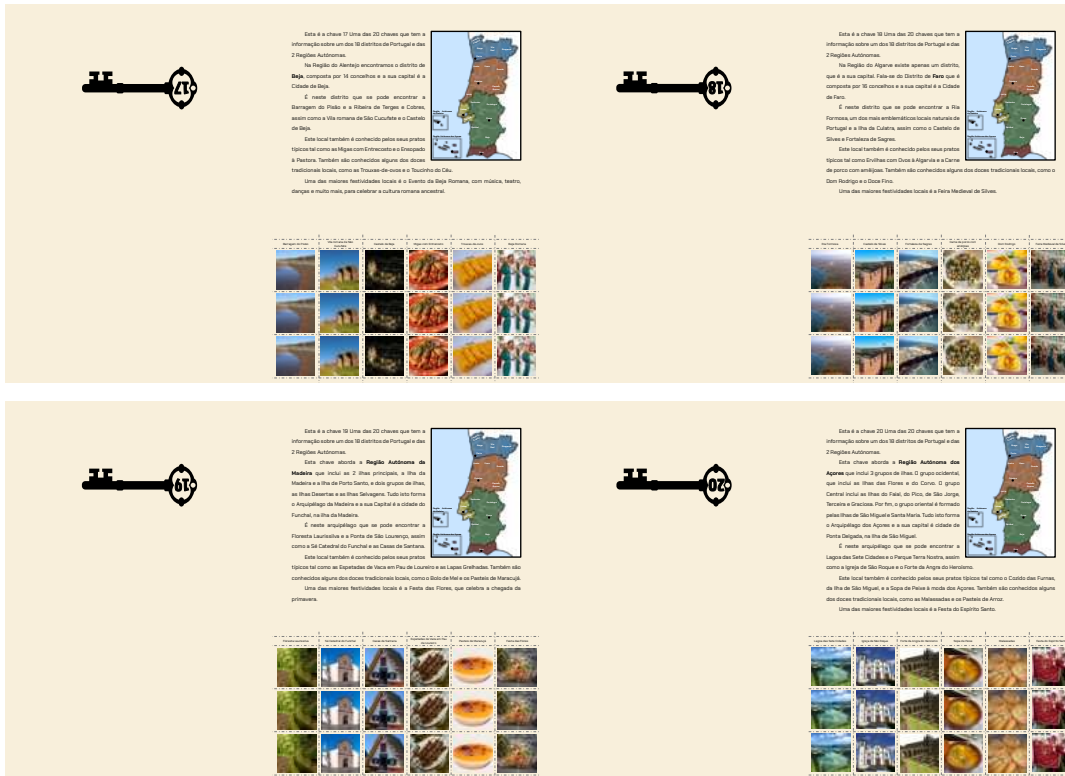 17
Esta é a chave 17 Uma das 20 chaves que tem a
informação sobre um dos 18 distritos de Portugal e das
2 Regiões Autónomas.
Na Região do Alentejo encontramos o distrito de
Beja, composta por 14 concelhos e a sua capital é a
Cidade de Beja.
É neste distrito que se pode encontrar a
Barragem do Pisão e a Ribeira de Terges e Cobres,
assim como a Vila romana de São Cucufate e o Castelo
de Beja.
Este local também é conhecido pelos seus pratos
típicos tal como as Migas com Entrecosto e o Ensopado
à Pastora. Também são conhecidos alguns dos doces
tradicionais locais, como as Trouxas-de-ovos e o Toucinho do Céu.
Uma das maiores festividades locais é o Evento da Beja Romana, com música, teatro,
danças e muito mais, para celebrar a cultura romana ancestral.
18
Esta é a chave 18 Uma das 20 chaves que tem a
informação sobre um dos 18 distritos de Portugal e das
2 Regiões Autónomas.
Na Região do Algarve existe apenas um distrito,
que é a sua capital. Fala-se do Distrito de Faro que é
composta por 16 concelhos e a sua capital é a Cidade
de Faro.
É neste distrito que se pode encontrar a Ria
Formosa, um dos mais emblemáticos locais naturais de
Portugal e a Ilha da Culatra, assim como o Castelo de
Silves e Fortaleza de Sagres.
Este local também é conhecido pelos seus pratos
típicos tal como Ervilhas com Ovos à Algarvia e a Carne
de porco com amêijoas. Também são conhecidos alguns dos doces tradicionais locais, como o
Dom Rodrigo e o Doce Fino.
Uma das maiores festividades locais é a Feira Medieval de Silves.
19
Esta é a chave 19 Uma das 20 chaves que tem a
informação sobre um dos 18 distritos de Portugal e das
2 Regiões Autónomas.
Esta chave aborda a Região Autónoma da
Madeira que inclui as 2 ilhas principais, a ilha da
Madeira e a ilha de Porto Santo, e dois grupos de ilhas,
as Ilhas Desertas e as Ilhas Selvagens. Tudo isto forma
o Arquipélago da Madeira e a sua Capital é a cidade do
Funchal, na ilha da Madeira.
É neste arquipélago que se pode encontrar a
Floresta Laurissilva e a Ponta de São Lourenço, assim
como a Sé Catedral do Funchal e as Casas de Santana.
Este local também é conhecido pelos seus pratos
típicos tal como as Espetadas de Vaca em Pau de Loureiro e as Lapas Grelhadas. Também são
conhecidos alguns dos doces tradicionais locais, como o Bolo de Mel e os Pasteis de Maracujá.
Uma das maiores festividades locais é a Festa das Flores, que celebra a chegada da
primavera.
20
Esta é a chave 20 Uma das 20 chaves que tem a
informação sobre um dos 18 distritos de Portugal e das
2 Regiões Autónomas.
Esta chave aborda a Região Autónoma dos
Açores que inclui 3 grupos de ilhas. O grupo ocidental,
que inclui as ilhas das Flores e do Corvo. O grupo
Central inclui as ilhas do Faial, do Pico, de São Jorge,
Terceira e Graciosa. Por fim, o grupo oriental é formado
pelas ilhas de São Miguel e Santa Maria. Tudo isto forma
o Arquipélago dos Açores e a sua capital é cidade de
Ponta Delgada, na ilha de São Miguel.
É neste arquipélago que se pode encontrar a
Lagoa das Sete Cidades e o Parque Terra Nostra, assim
como a Igreja de São Roque e o Forte da Angra do Heroísmo.
Este local também é conhecido pelos seus pratos típicos tal como o Cozido das Furnas,
da Ilha de São Miguel, e a Sopa de Peixe à moda dos Açores. Também são conhecidos alguns
dos doces tradicionais locais, como as Malassadas e os Pasteis de Arroz.
Uma das maiores festividades locais é a Festa do Espírito Santo.